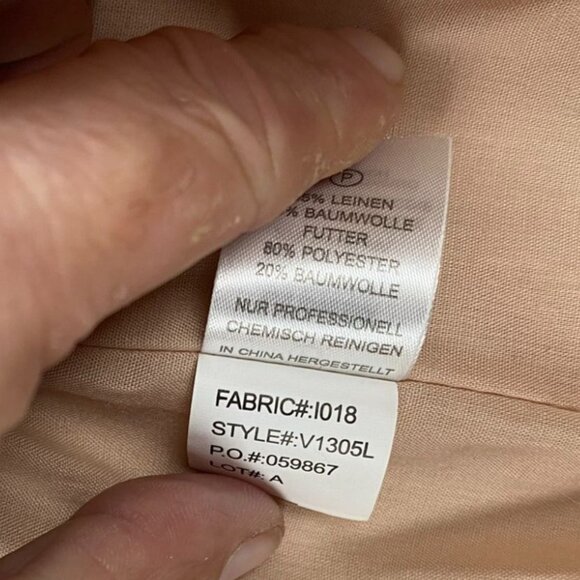 P
5% LEINEN
% BAUMWOLLE
FUTTER
80% POLYESTER
20% BAUMWOLLE
NUR PROFESSIONELL
CHEMISCH REINIGEN
IN CHINA HERGESTELLT
FABRIC#:I018
STYLE#:V1305L
P.O.#:059867
LOT#: A